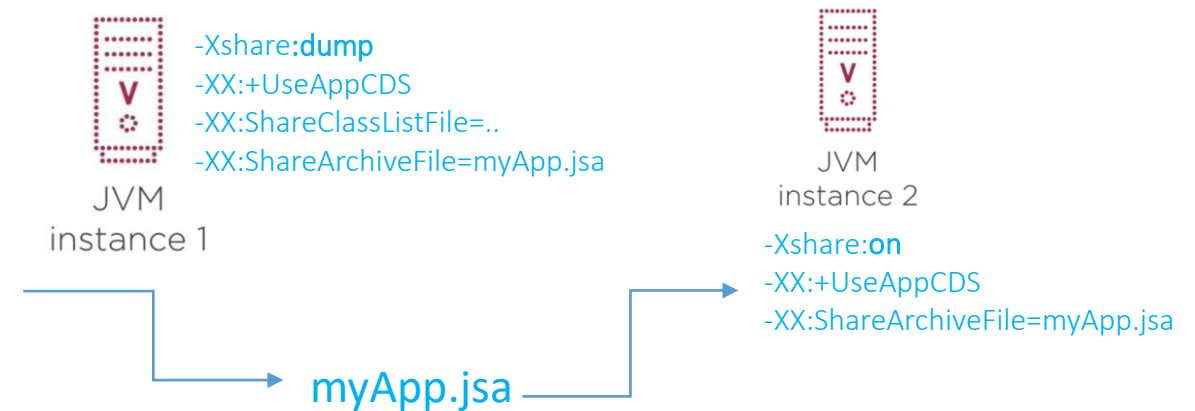 -Xshare:dump
-XX:+UseAppCDS
-XX:ShareClassListFile=..
-XX:ShareArchiveFile=myApp.jsa
V
JVM
instance 1
V
JVM
instance 2
-Xshare:on
-XX:+UseAppCDS
-XX:ShareArchiveFile=myApp.jsa
myApp.jsa